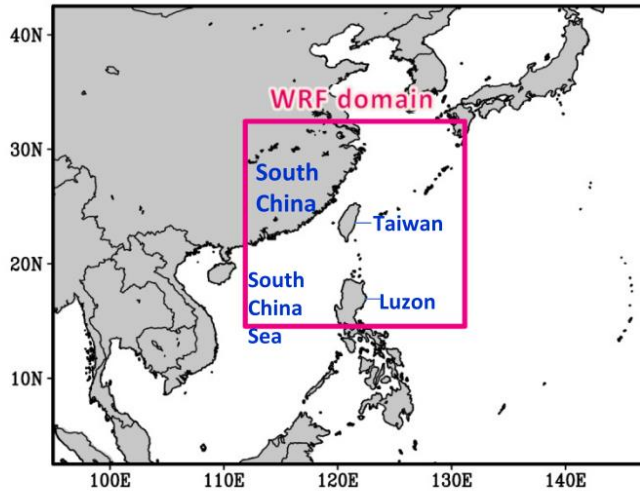 40N
WRF domain
30N
South
China
Taiwan
20N
South
China
Sea
Luzon
10N
100E 110E 120E 130E 140E